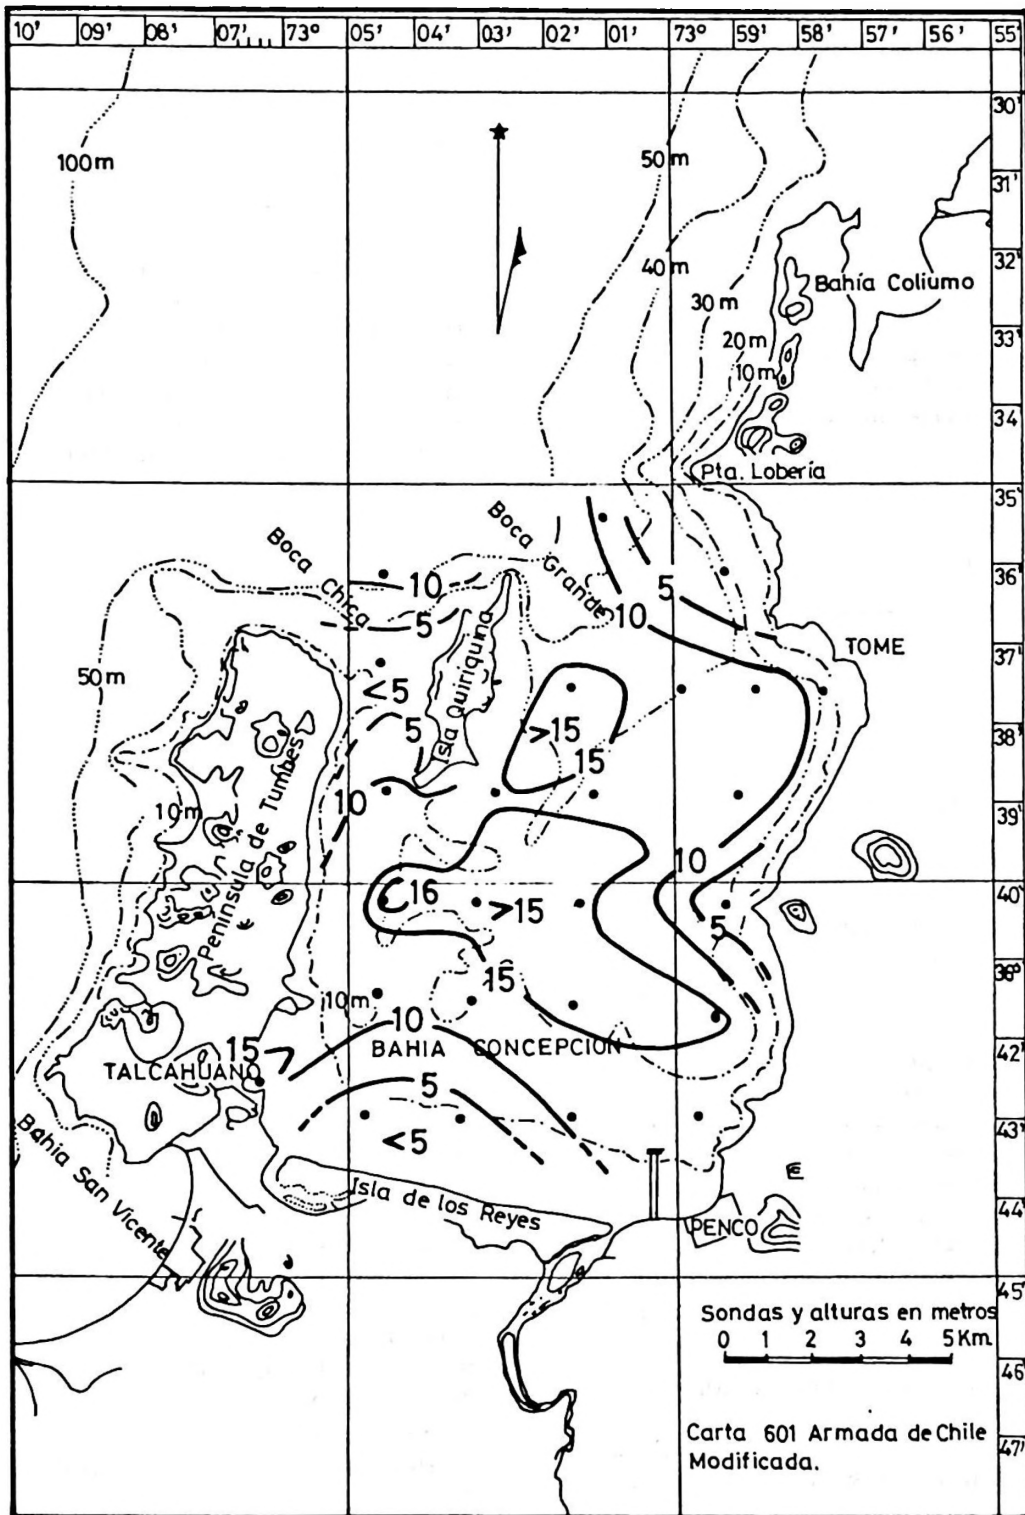 10' 09' 08' 07' 73° 05' 04' 03' 02' 01' 73° 59' 58' 57' 56' 55'
30'
100m
50m
31'
40m
32'
Bahía Coliumo
30m
33'
20m
10m
34'
Pta. Lobería
35'
Boca Chica
Boca Grande
36'
10
5
10
5
Isla Quiriquina
TOME
37'
50m
<5
5
>15
38'
15
Península de Tumbes
10m
10
39'
10
16
40'
>15
5
15
36°
10m
10
15>
BAHIA CONCEPCION
42'
TALCAHUANO
5
43'
<5
Bahía San Vicente
Isla de los Reyes
44'
PENCO
45'
Sondas y alturas en metros
0 1 2 3 4 5Km.
46'
Carta 601 Armada de Chile
Modificada.
47'